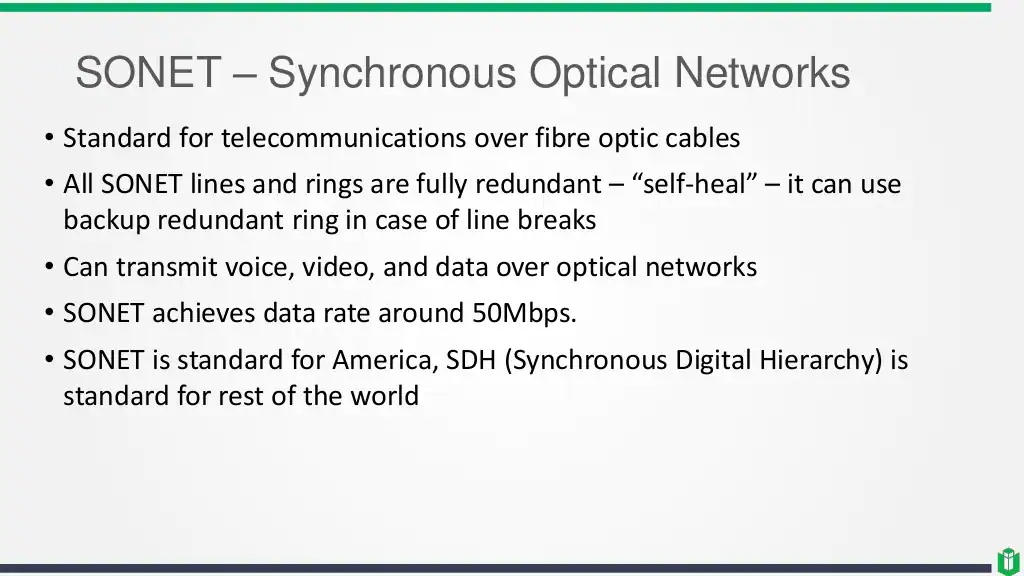 SONET – Synchronous Optical Networks
• Standard for telecommunications over fibre optic cables
• All SONET lines and rings are fully redundant – “self-heal” – it can use
backup redundant ring in case of line breaks
• Can transmit voice, video, and data over optical networks
• SONET achieves data rate around 50Mbps.
• SONET is standard for America, SDH (Synchronous Digital Hierarchy) is
standard for rest of the world